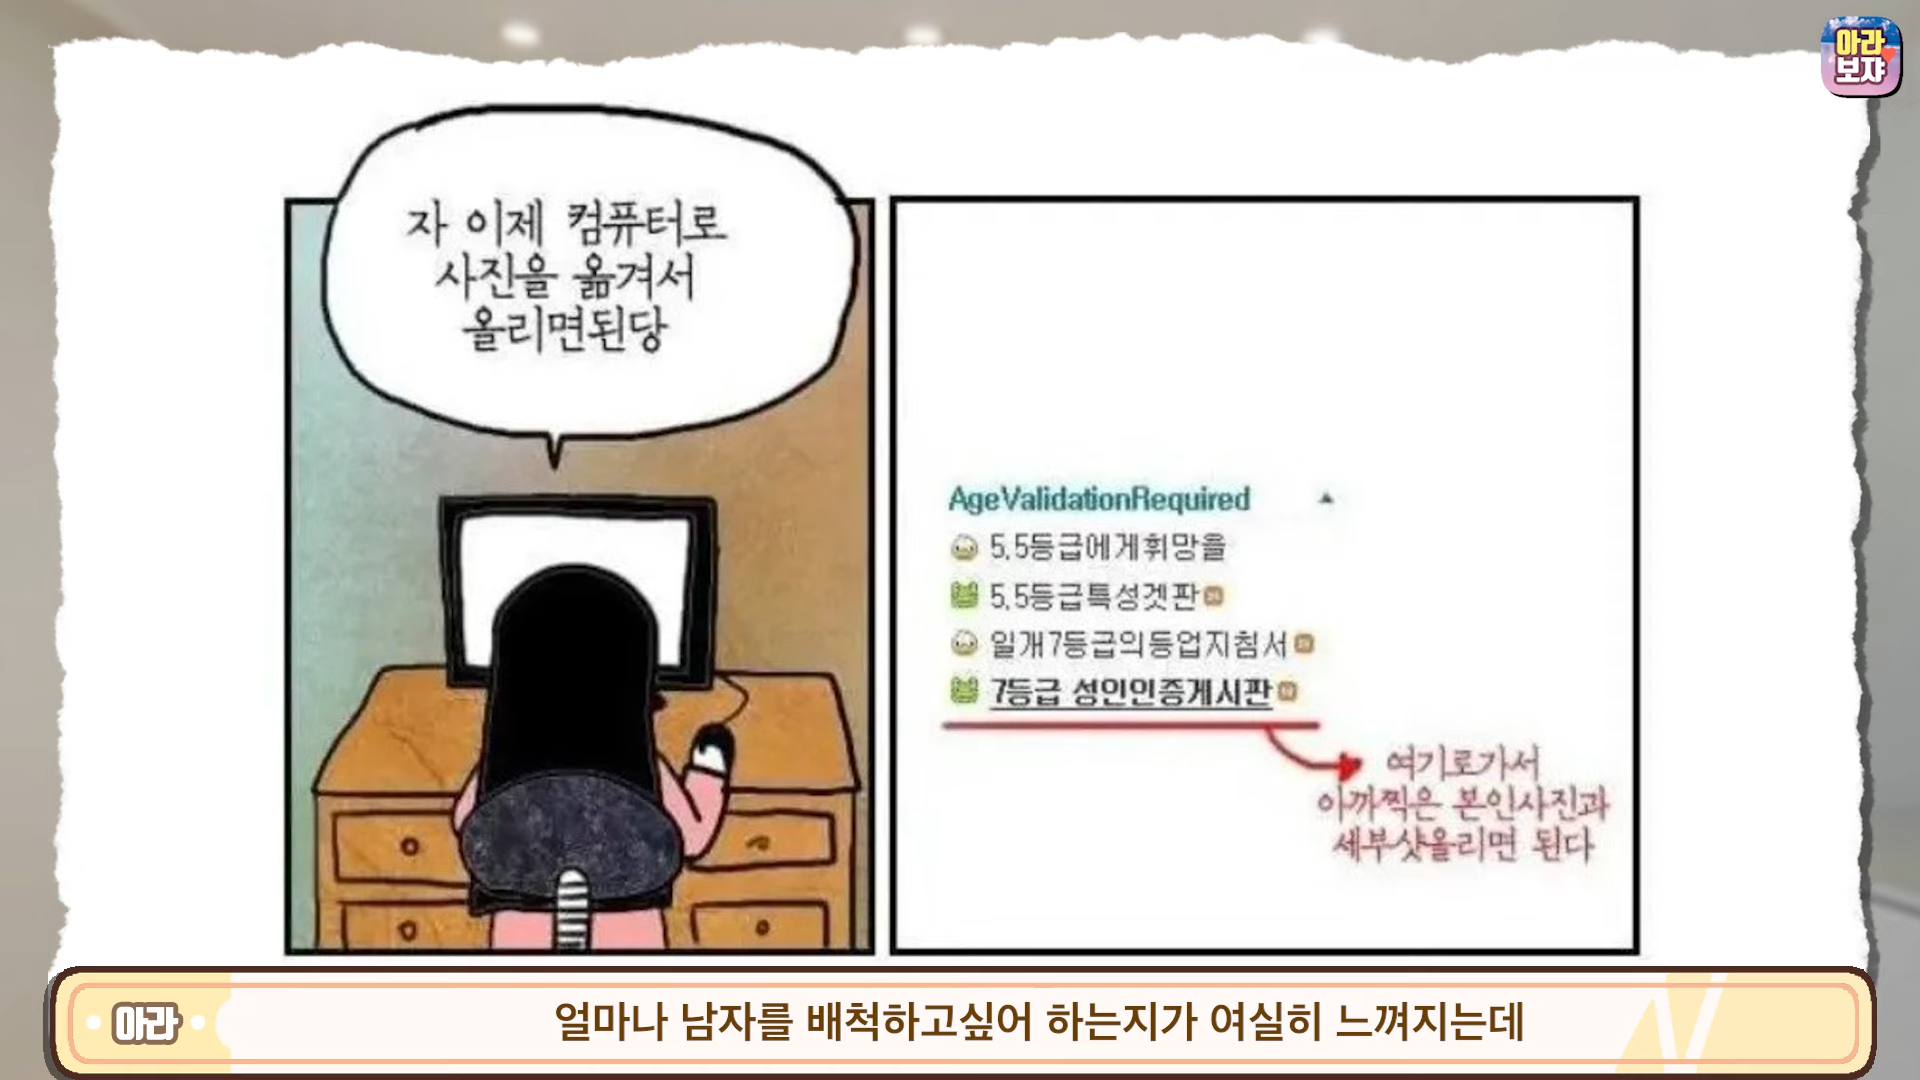 아라
보쟈
자 이제 컴퓨터로
사진을 옮겨서
올리면된당
AgeValidationRequired
5.5등급에게휘망을
5.5등급특성겟판
일개7등급의등업지침서
7등급 성인인증게시판
여기로가서
아까찍은 본인사진과
세부샷올리면 된다
아라
얼마나 남자를 배척하고싶어 하는지가 여실히 느껴지는데